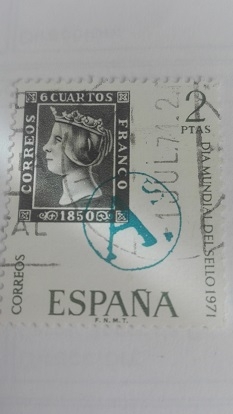 6 CUARTOS
CORREOS
FRANCO
1850
2
PTAS
DIA MUNDIAL DEL SELLO 1971
CORREOS
ESPAÑA
F.N.M.T.